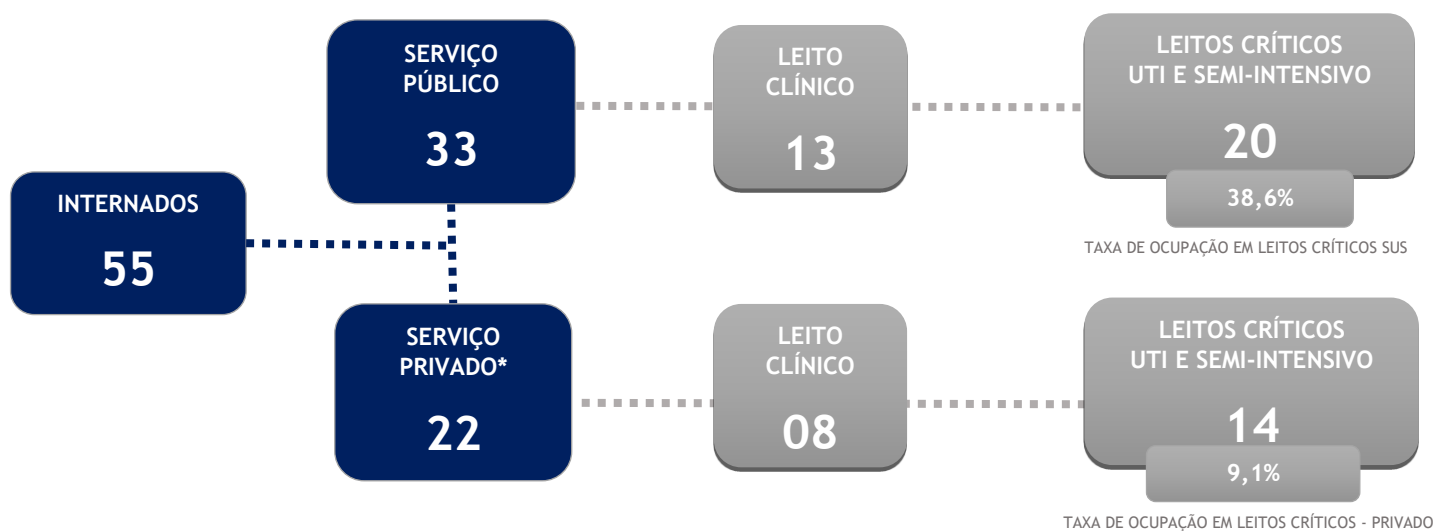 INTERNADOS
55
SERVIÇO
PÚBLICO
33
LEITO
CLÍNICO
13
LEITOS CRÍTICOS
UTI E SEMI-INTENSIVO
20
38,6%
TAXA DE OCUPAÇÃO EM LEITOS CRÍTICOS SUS
SERVIÇO
PRIVADO*
22
LEITO
CLÍNICO
08
LEITOS CRÍTICOS
UTI E SEMI-INTENSIVO
14
9,1%
TAXA DE OCUPAÇÃO EM LEITOS CRÍTICOS - PRIVADO